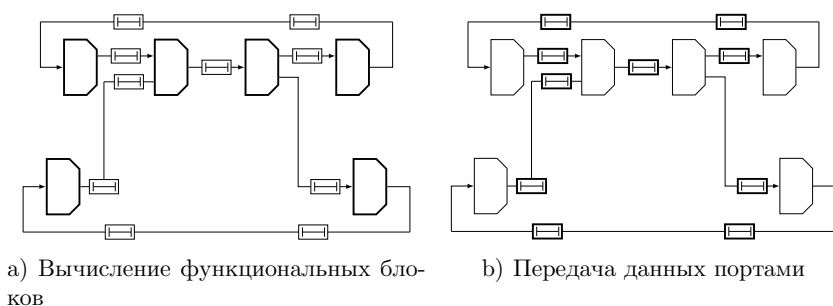 a) Вычисление функциональных бло-
ков
b) Передача данных портами